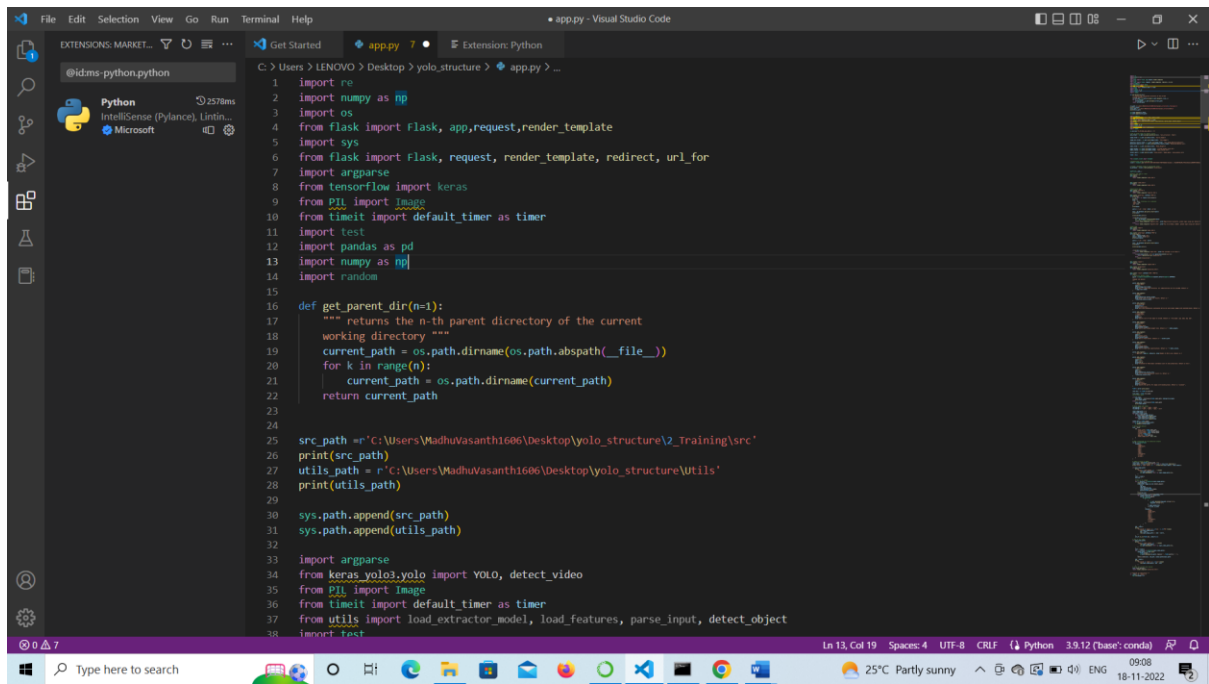 File Edit Selection View Go Run Terminal Help
● app.py - Visual Studio Code
EXTENSIONS: MARKET... ···
Get Started
app.py 7 ●
Extension: Python
@id:ms-python.python
Python 2578ms
IntelliSense (Pylance), Lintin...
Microsoft
C: > Users > LENOVO > Desktop > yolo_structure > app.py > ...
1 import re
2 import numpy as np
3 import os
4 from flask import Flask, app,request,render_template
5 import sys
6 from flask import Flask, request, render_template, redirect, url_for
7 import argparse
8 from tensorflow import keras
9 from PIL import Image
10 from timeit import default_timer as timer
11 import test
12 import pandas as pd
13 import numpy as np
14 import random
15
16 def get_parent_dir(n=1):
17 """ returns the n-th parent dicrectory of the current
18 working directory """
19 current_path = os.path.dirname(os.path.abspath(__file__))
20 for k in range(n):
21 current_path = os.path.dirname(current_path)
22 return current_path
23
24
25 src_path =r'C:\Users\MadhuVasanth1606\Desktop\yolo_structure\2_Training\src'
26 print(src_path)
27 utils_path = r'C:\Users\MadhuVasanth1606\Desktop\yolo_structure\Utils'
28 print(utils_path)
29
30 sys.path.append(src_path)
31 sys.path.append(utils_path)
32
33 import argparse
34 from keras_yolo3.yolo import YOLO, detect_video
35 from PIL import Image
36 from timeit import default_timer as timer
37 from utils import load_extractor_model, load_features, parse_input, detect_object
38 import test
0 7
Ln 13, Col 19 Spaces: 4 UTF-8 CRLF Python 3.9.12 ('base': conda)
Type here to search
25°C Partly sunny
ENG
09:08
18-11-2022
2